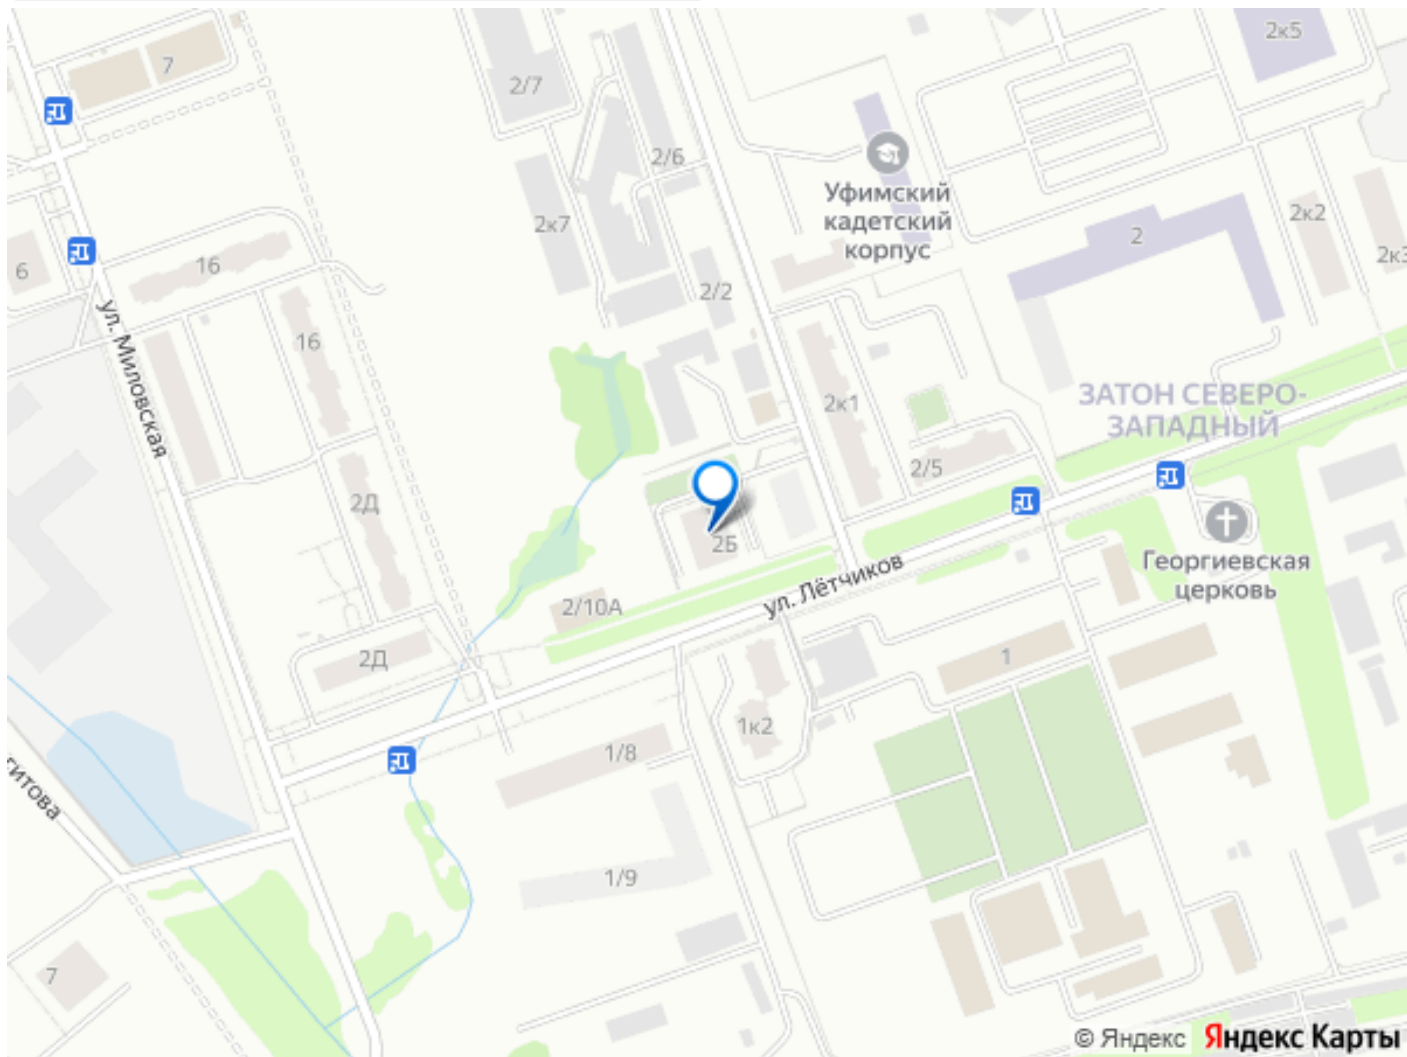 2к5
7
2/7
2/6
Уфимский
кадетский
корпус
2к7
2к2
2
2к3
6
16
2/2
16
ул. Миловская
2к1
ЗАТОН СЕВЕРО-
ЗАПАДНЫЙ
2/5
2Д
2Б
Георгиевская
церковь
ул. Лётчиков
2/10А
2Д
1
1к2
1/8
гитова
1/9
7
© Яндекс Яндекс Карты